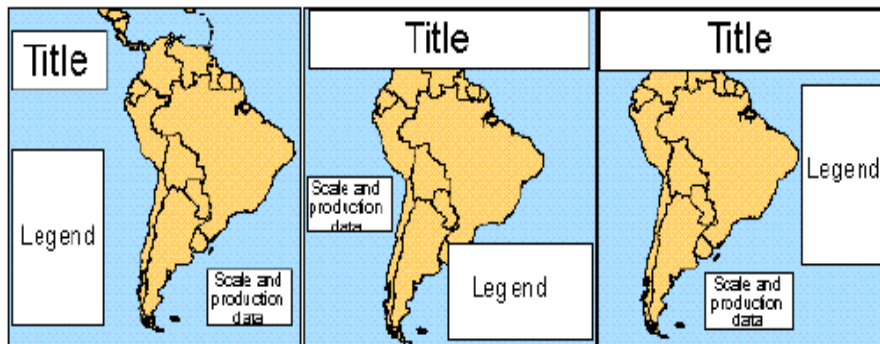 Title
Legend
Scale and
production
data
Title
Scale and
production
data
Legend
Title
Legend
Scale and
production
data